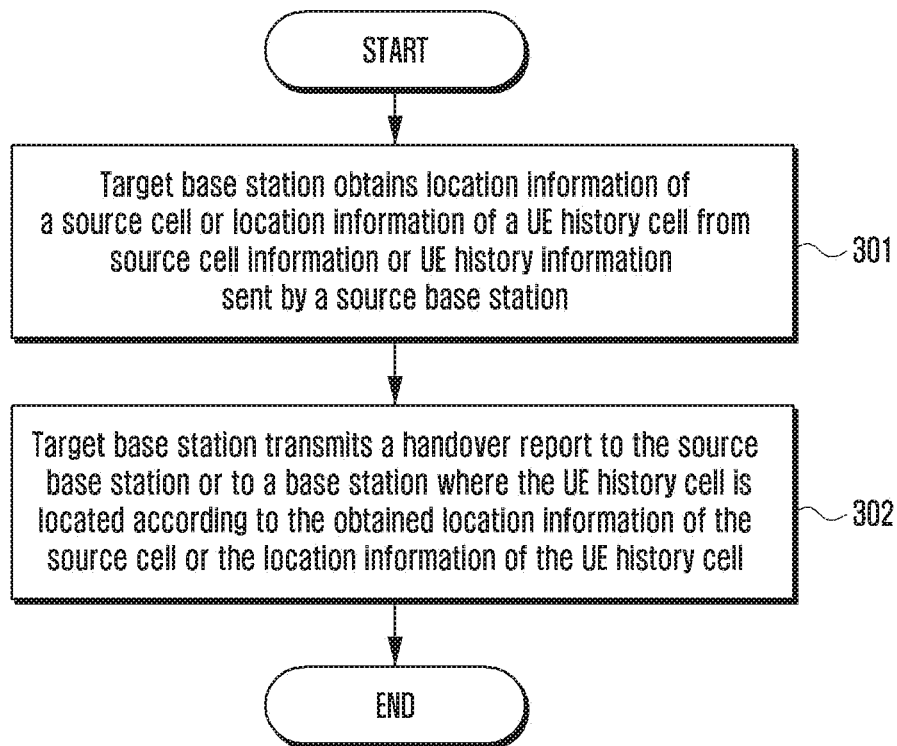 START
Target base station obtains location information of
a source cell or location information of a UE history cell from
source cell information or UE history information
sent by a source base station
301
Target base station transmits a handover report to the source
base station or to a base station where the UE history cell is
located according to the obtained location information of the
source cell or the location information of the UE history cell
302
END